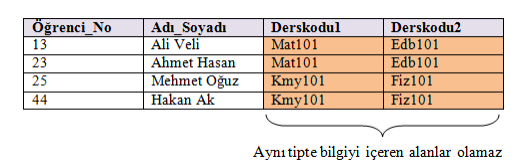 Öğrenci_No Adı_Soyadı Derskodu1 Derskodu2
13 Ali Veli Mat101 Edb101
23 Ahmet Hasan Mat101 Edb101
25 Mehmet Oğuz Kmy101 Fiz101
44 Hakan Ak Kmy101 Fiz101
Aynı tipte bilgiyi içeren alanlar olamaz